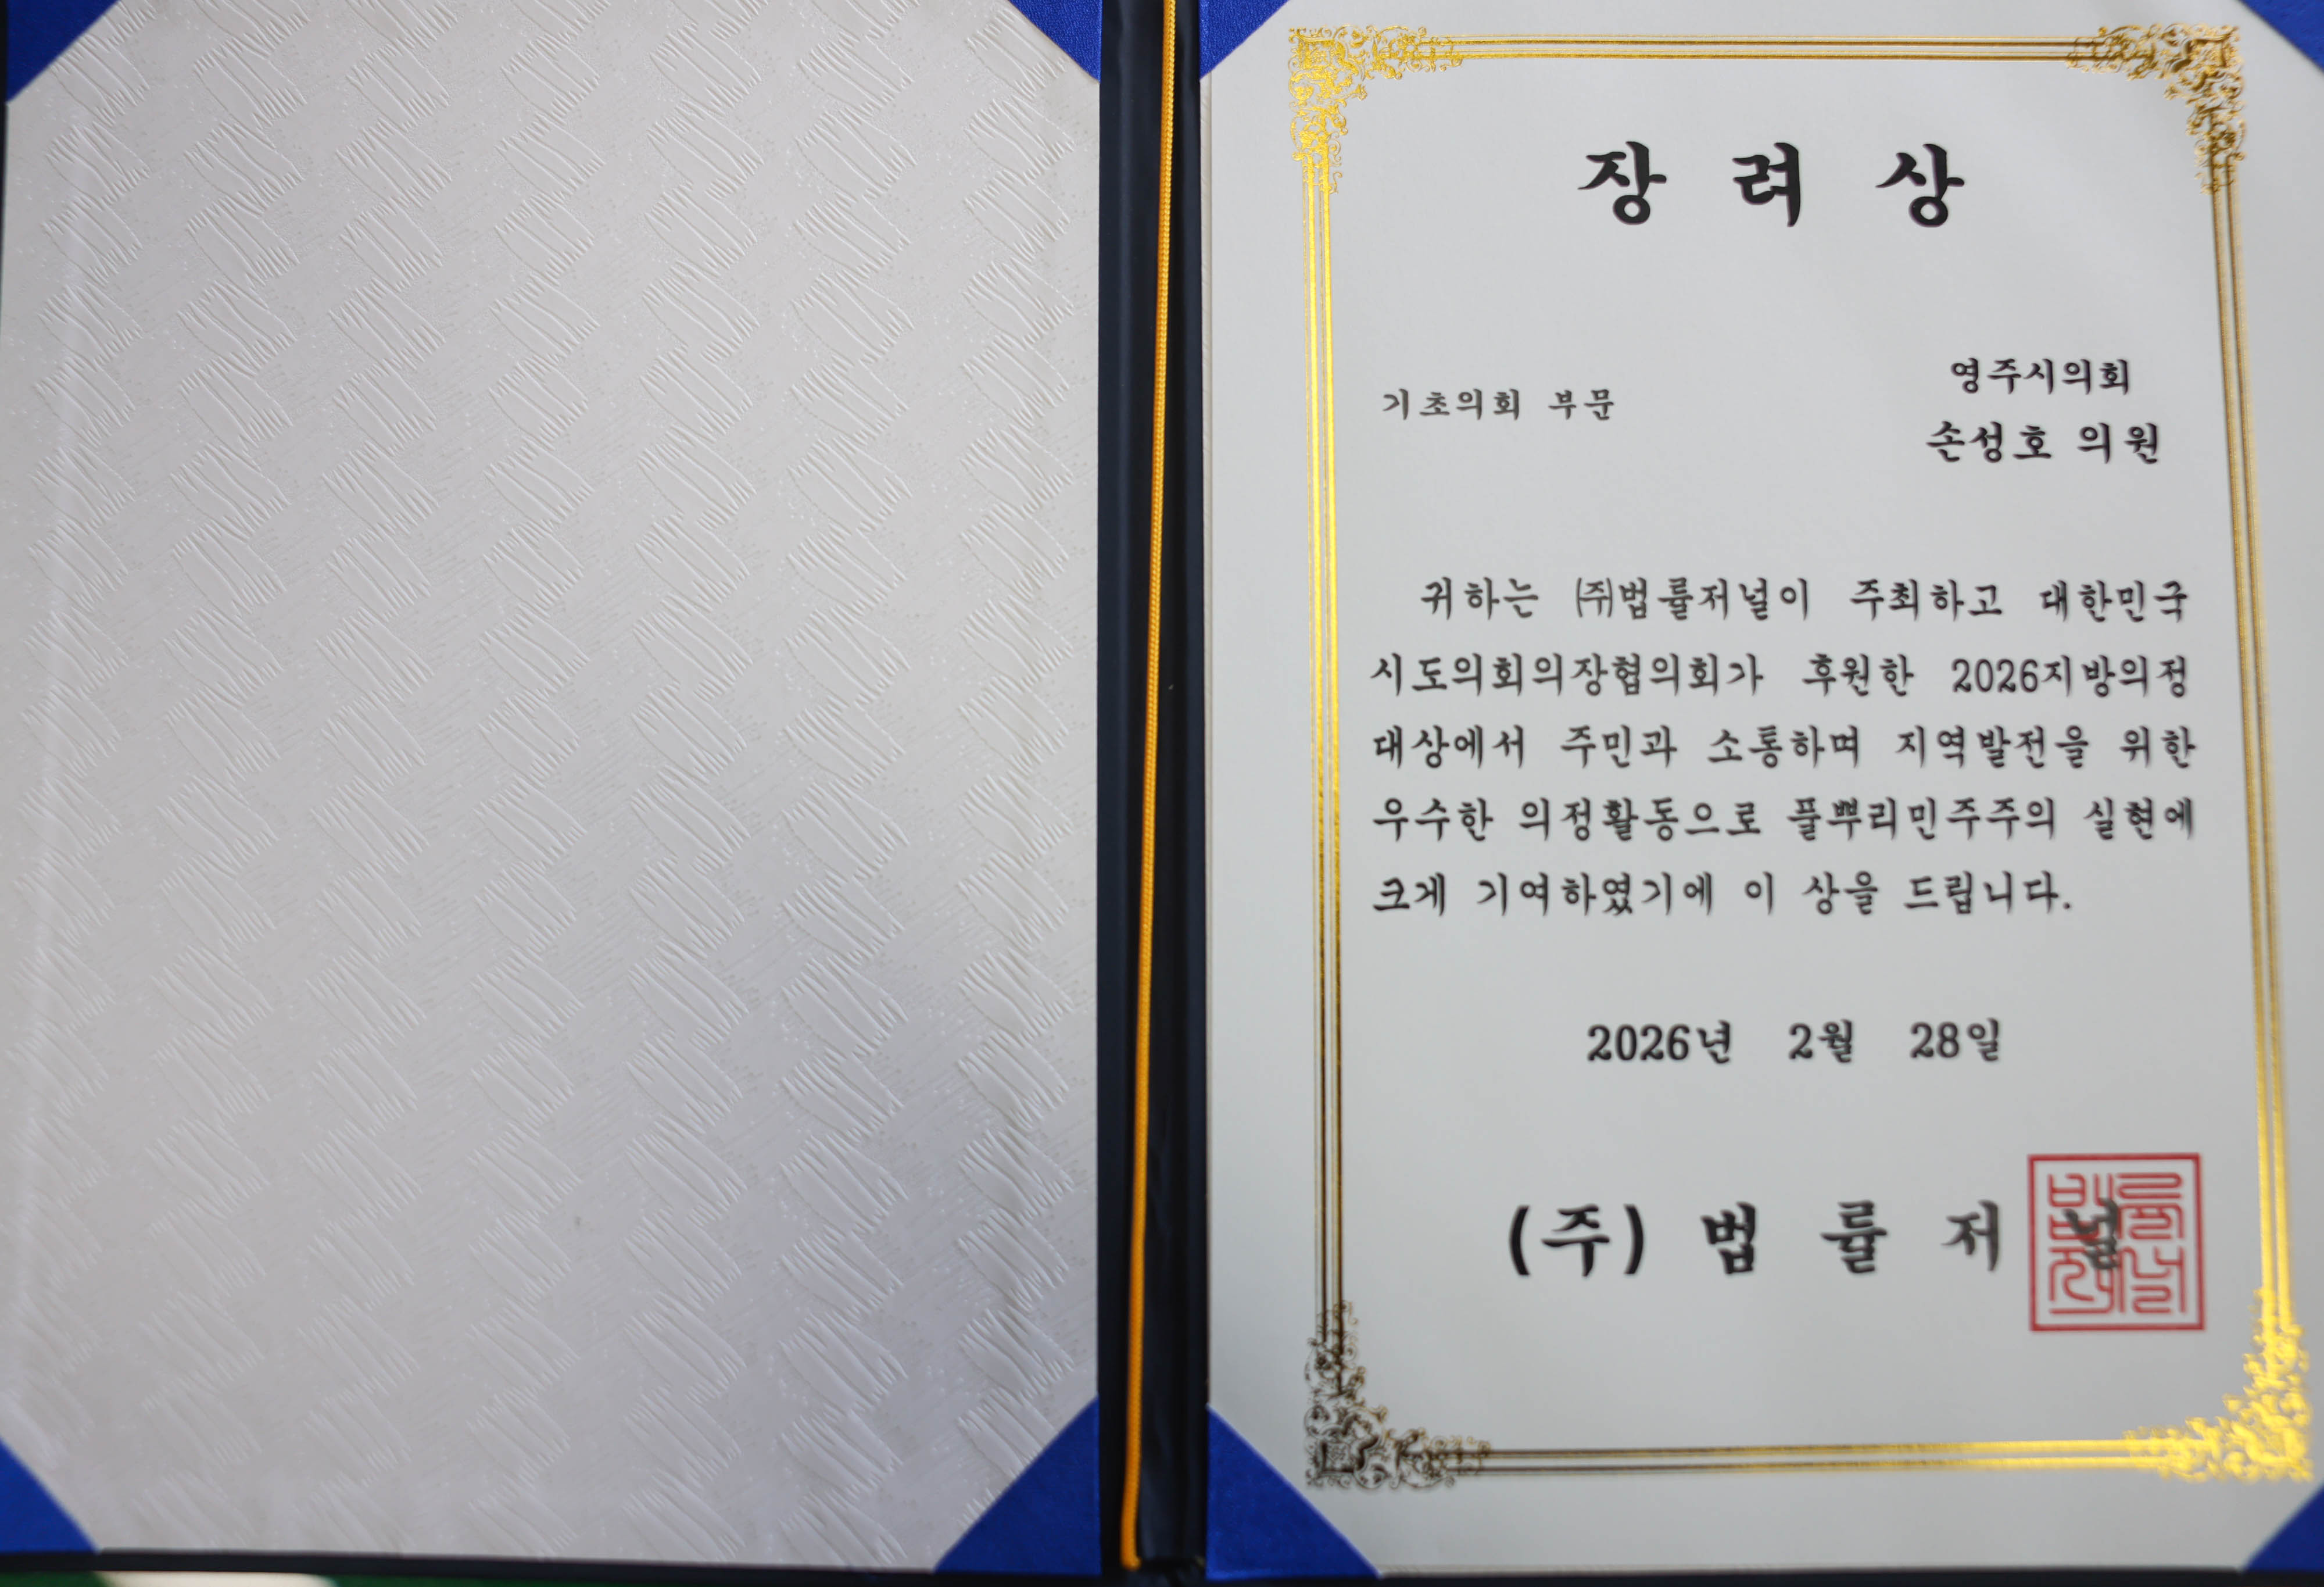 장 려 상
기초의회 부문
영주시의회
손성호 의원
귀하는 ㈜법률저널이 주최하고 대한민국
시도의회의장협의회가 후원한 2026지방의정
대상에서 주민과 소통하며 지역발전을 위한
우수한 의정활동으로 풀뿌리민주주의 실현에
크게 기여하였기에 이 상을 드립니다.
2026년 2월 28일
(주) 법 률 저 널
법률
저널